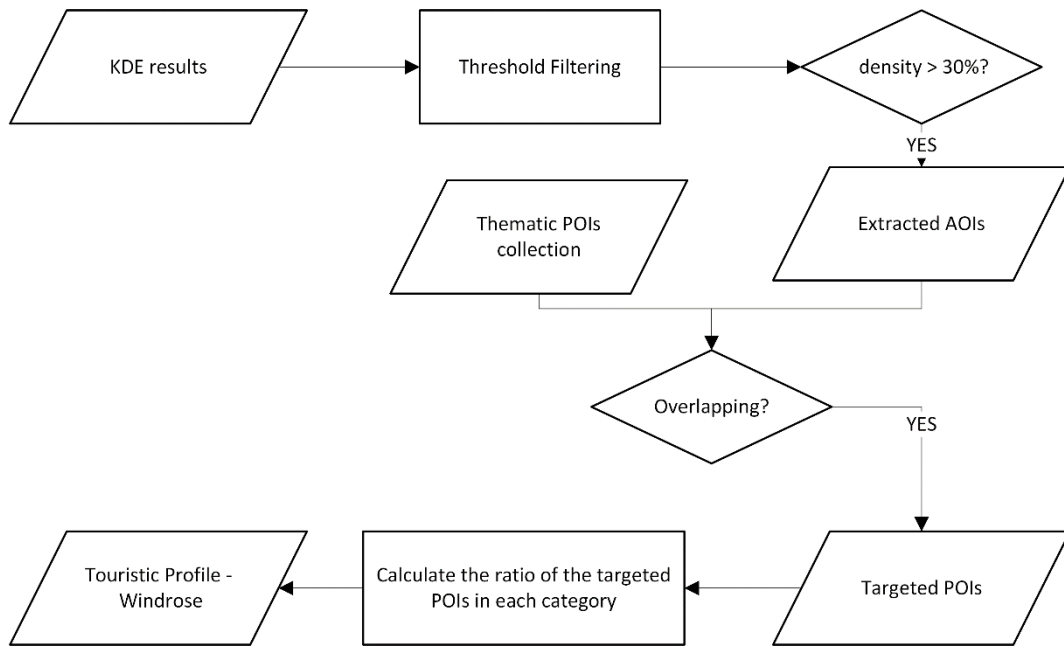 KDE results
Threshold Filtering
density > 30%?
YES
Thematic POIs
collection
Extracted AOIs
Overlapping?
YES
Touristic Profile -
Windrose
Calculate the ratio of the targeted
POIs in each category
Targeted POIs